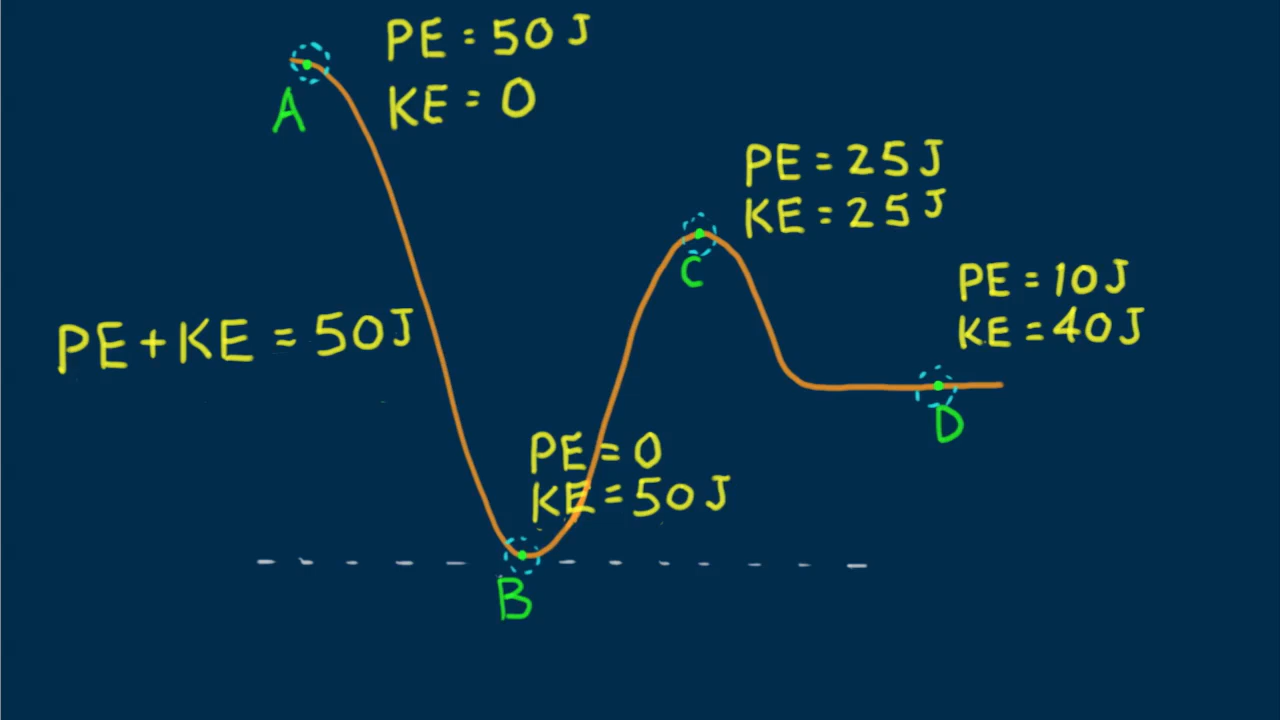 PE = 50 J
KE = 0
A
PE = 25 J
KE = 25 J
C
PE = 10 J
KE = 40 J
D
PE + KE = 50 J
PE = 0
KE = 50 J
B